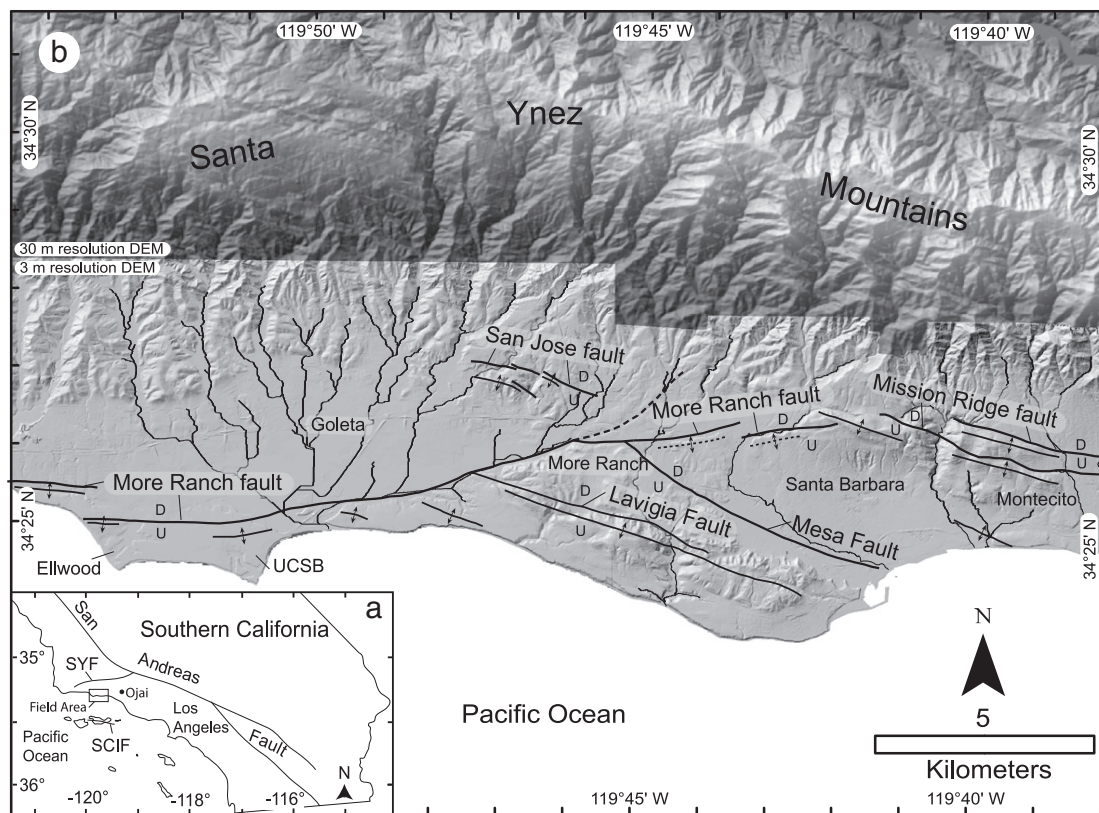 b
119°50' W
119°45' W
119°40' W
34°30' N
34°30' N
Santa
Ynez
Mountains
30 m resolution DEM
3 m resolution DEM
San Jose fault
D
U
Goleta
More Ranch fault
D
U
D
U
Mission Ridge fault
D
U
More Ranch fault
D
U
More Ranch
D
U
Lavigia Fault
D
U
Mesa Fault
Santa Barbara
Montecito
34°25' N
34°25' N
Ellwood
UCSB
a
San
Andreas
Fault
Southern California
SYF
Ojai
Field Area
Los
Angeles
Pacific
Ocean
SCIF
35°
36°
-120°
-118°
-116°
N
Pacific Ocean
N
5
Kilometers
119°45' W
119°40' W